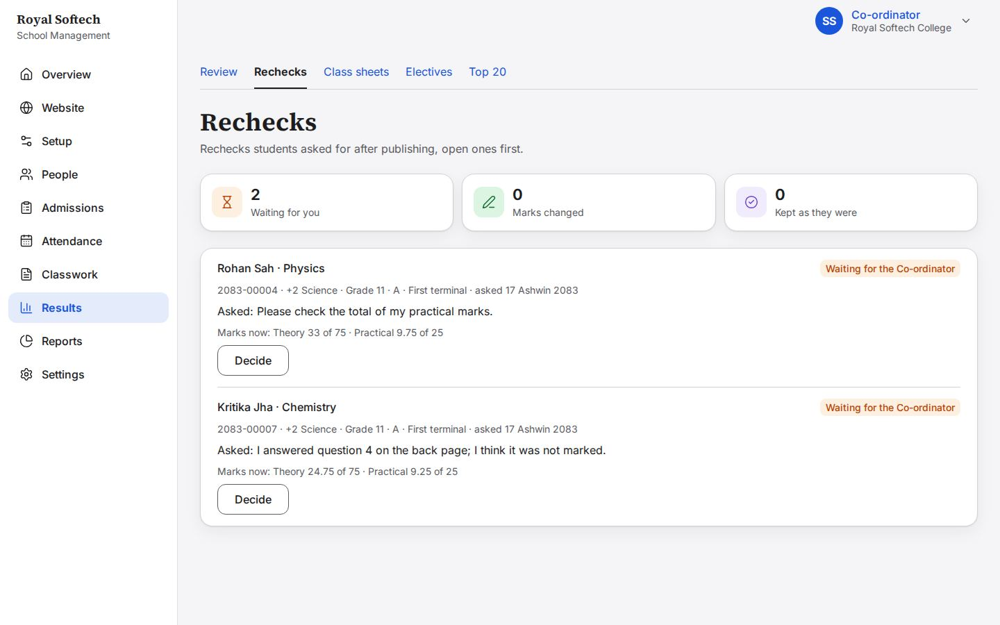 Royal Softech
School Management
Overview
Website
Setup
People
Admissions
Attendance
Classwork
Results
Reports
Settings
SS
Co-ordinator
Royal Softech College
Review
Rechecks
Class sheets
Electives
Top 20
Rechecks
Rechecks students asked for after publishing, open ones first.
2
Waiting for you
0
Marks changed
0
Kept as they were
Rohan Sah · Physics
Waiting for the Co-ordinator
2083-00004 · +2 Science · Grade 11 · A · First terminal · asked 17 Ashwin 2083
Asked: Please check the total of my practical marks.
Marks now: Theory 33 of 75 · Practical 9.75 of 25
Decide
Kritika Jha · Chemistry
Waiting for the Co-ordinator
2083-00007 · +2 Science · Grade 11 · A · First terminal · asked 17 Ashwin 2083
Asked: I answered question 4 on the back page; I think it was not marked.
Marks now: Theory 24.75 of 75 · Practical 9.25 of 25
Decide